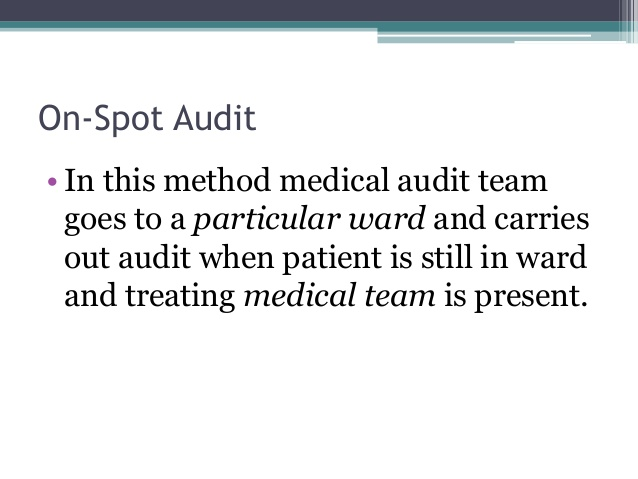 On-Spot Audit
• In this method medical audit team
goes to a particular ward and carries
out audit when patient is still in ward
and treating medical team is present.